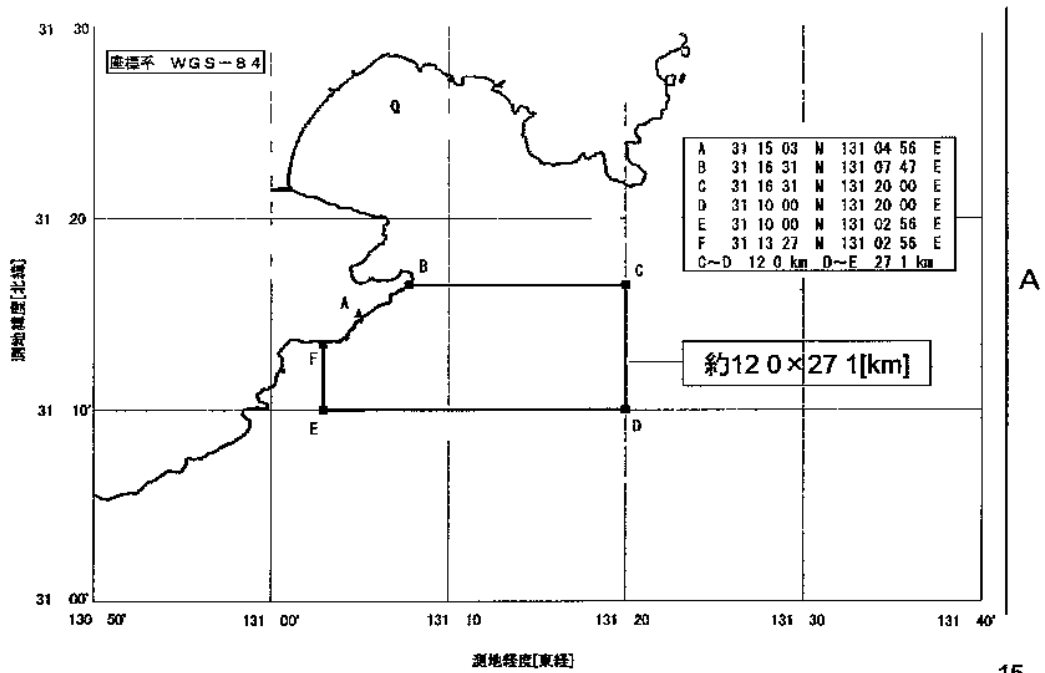 31 30'
座標系 WGS-84
A 31 15 03 N 131 04 56 E
B 31 16 31 N 131 07 47 E
C 31 16 31 N 131 20 00 E
D 31 10 00 N 131 20 00 E
E 31 10 00 N 131 02 56 E
F 31 13 27 N 131 02 56 E
C~D 12 0 km D~E 27 1 km
31 20'
B
C
A
A
測地緯度[北緯]
F
約12 0×27 1[km]
31 10'
E
D
31 00'
130 50'
131 00'
131 10
131 20
131 30
131 40'
測地経度[東経]
15